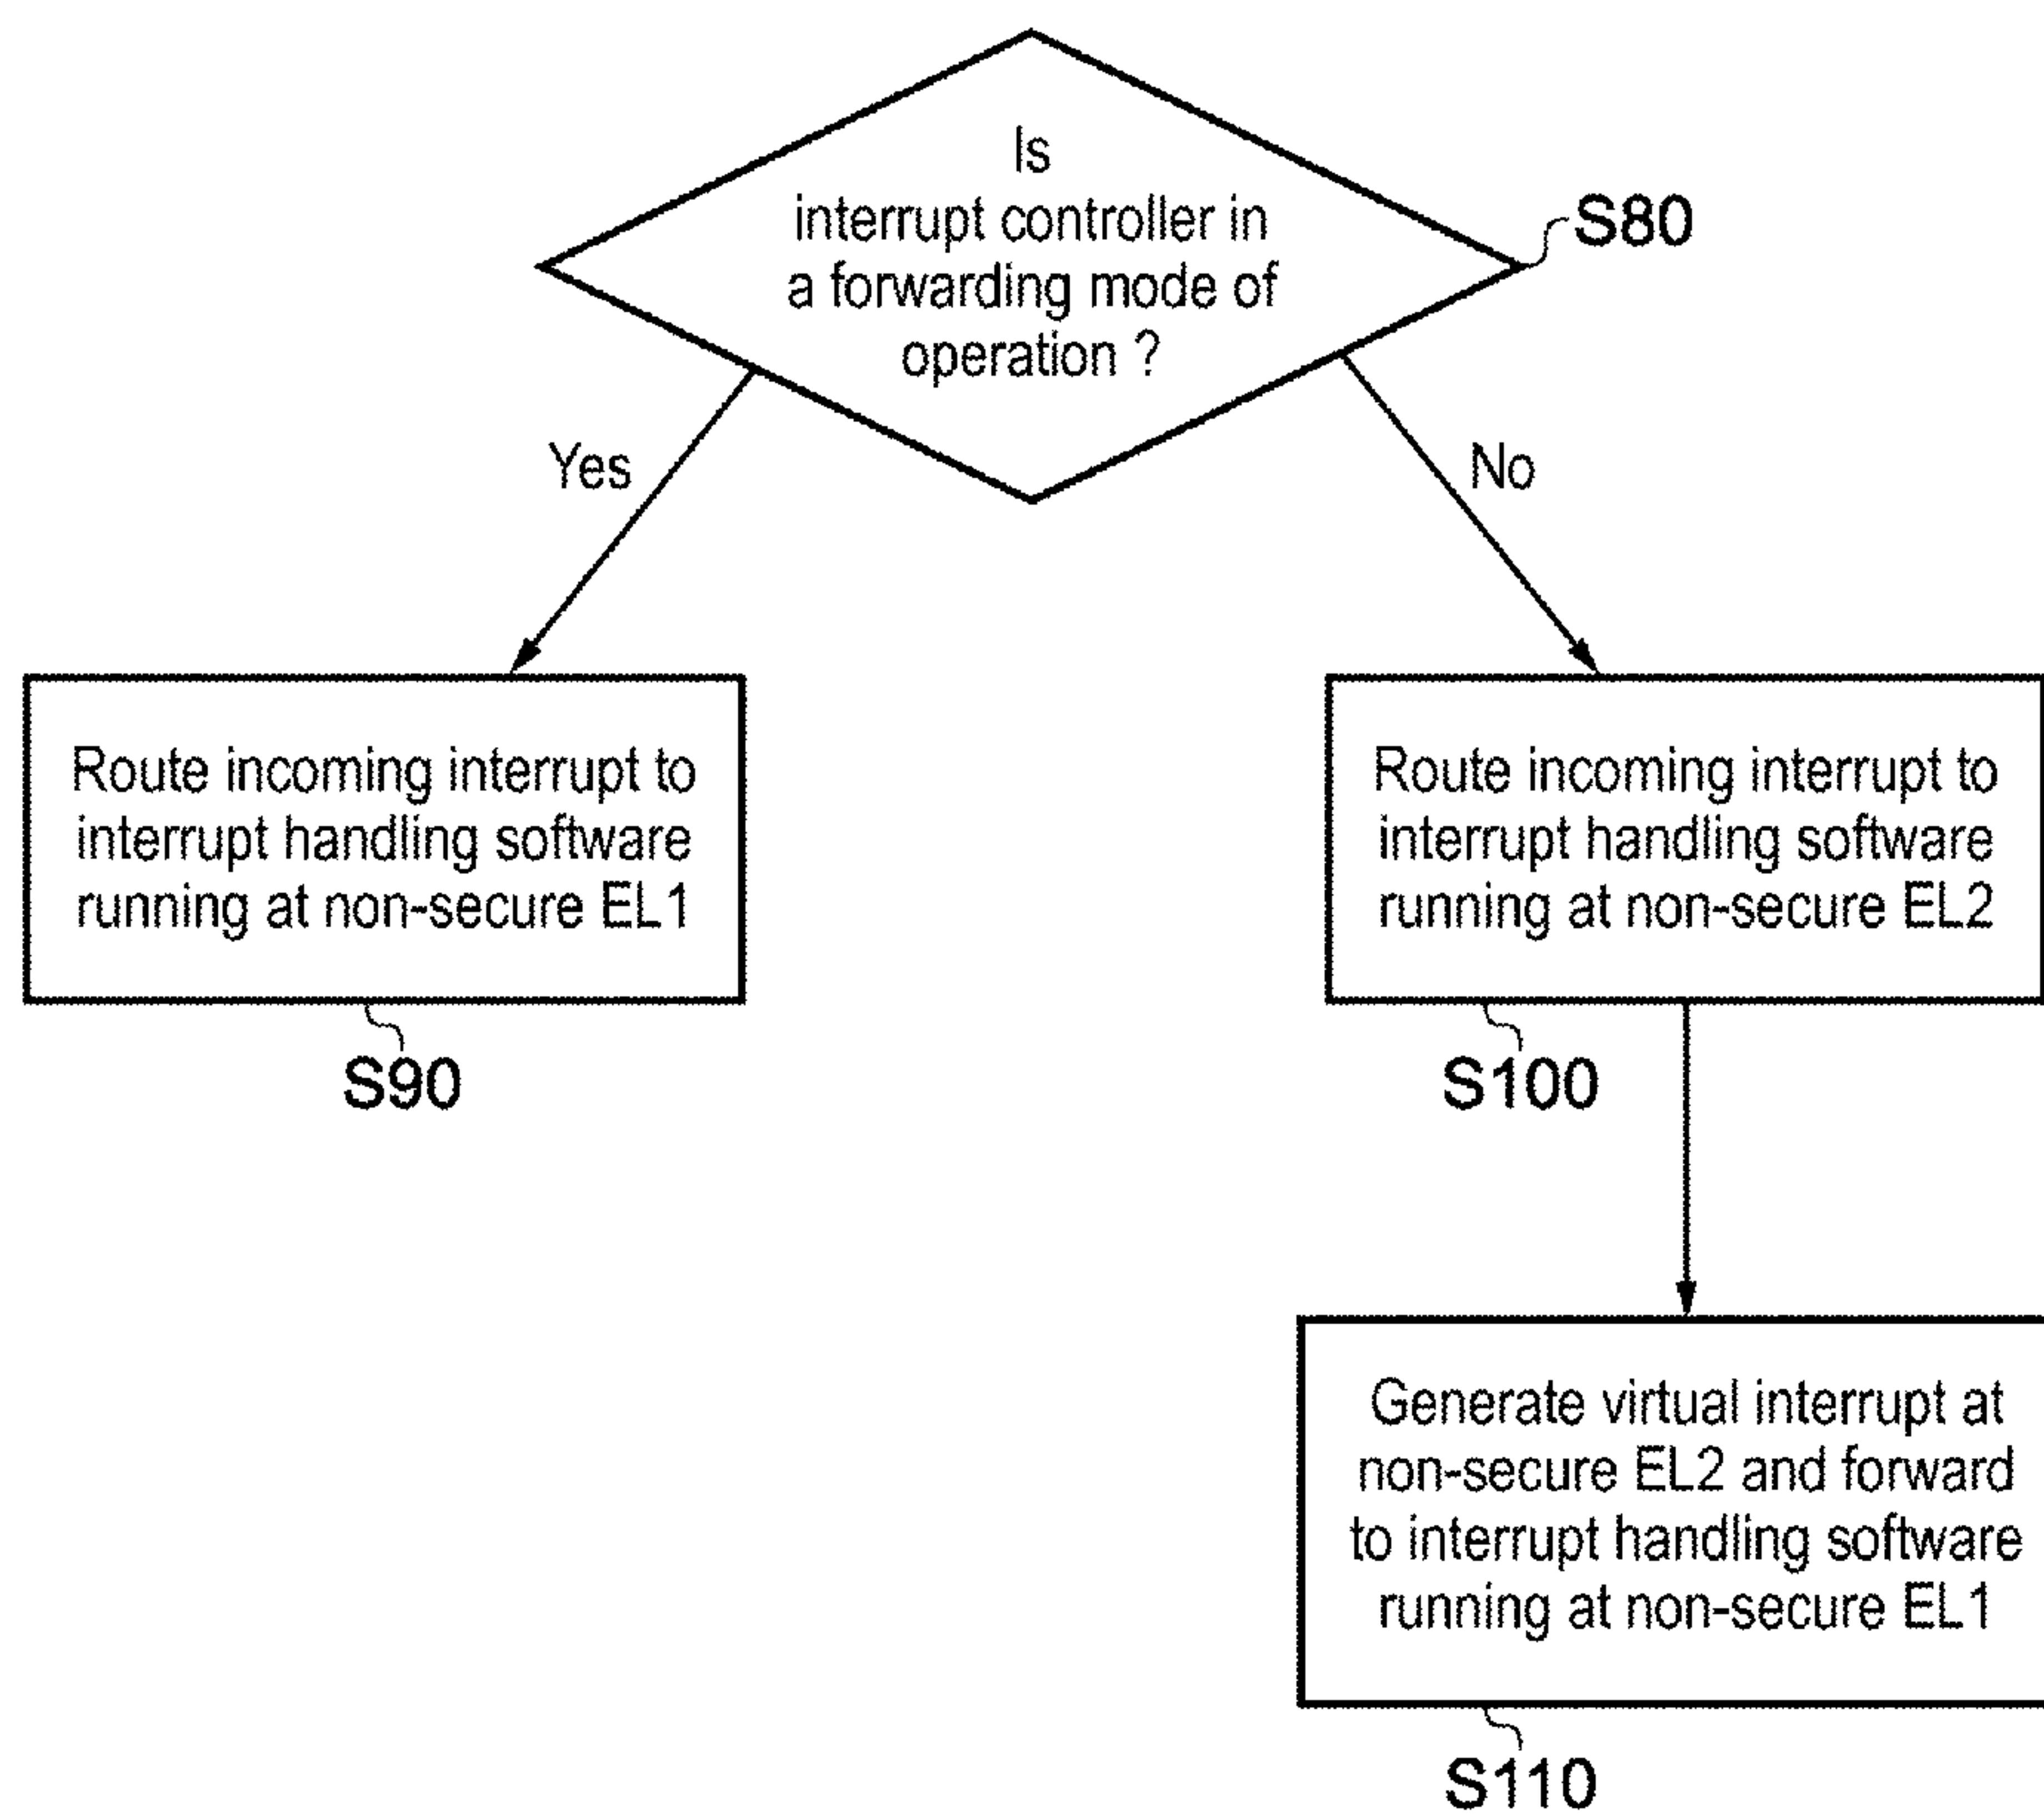 Is
interrupt controller in
a forwarding mode of
operation ?
S80
Yes
No
Route incoming interrupt to
interrupt handling software
running at non-secure EL1
S90
Route incoming interrupt to
interrupt handling software
running at non-secure EL2
S100
Generate virtual interrupt at
non-secure EL2 and forward
to interrupt handling software
running at non-secure EL1
S110